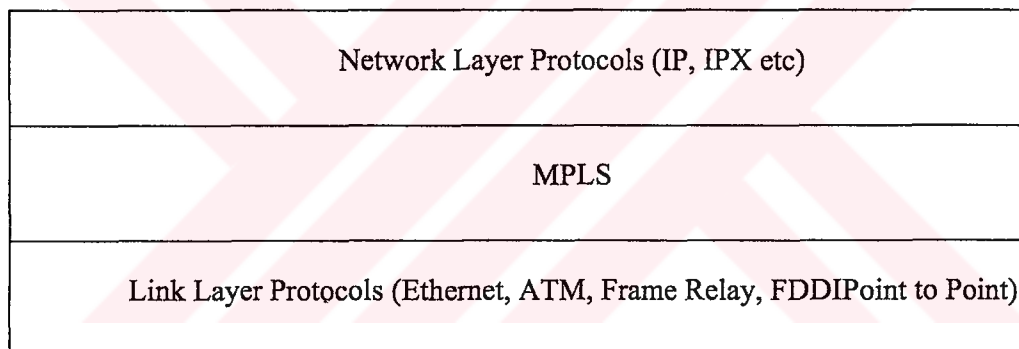 Network Layer Protocols (IP, IPX etc)
MPLS
Link Layer Protocols (Ethernet, ATM, Frame Relay, FDDIPoint to Point)